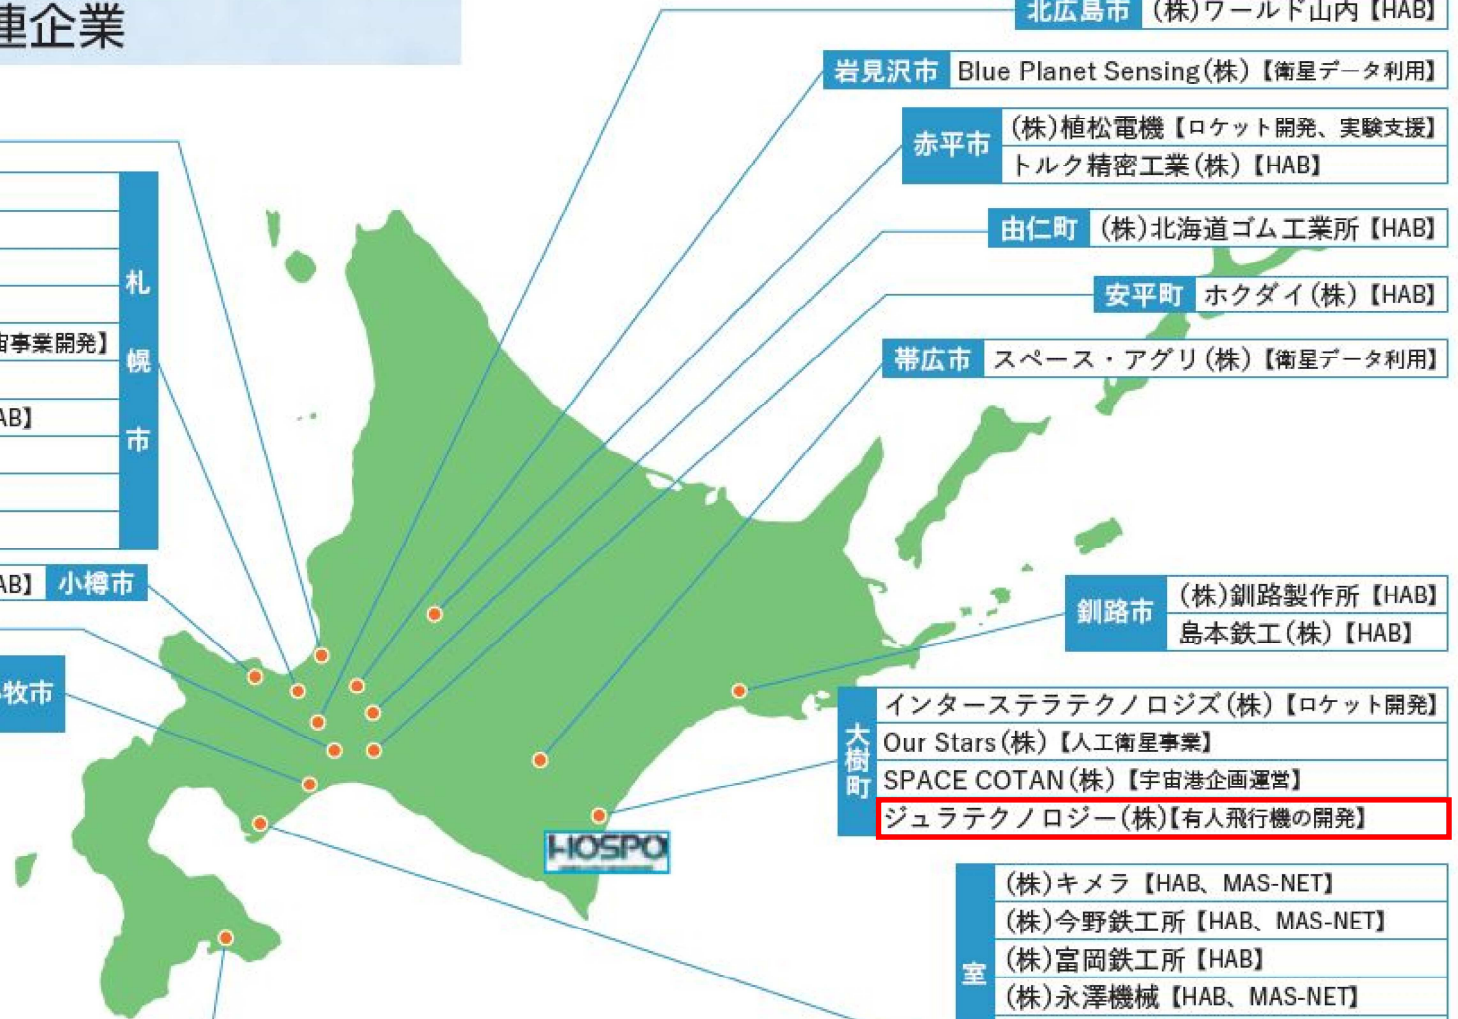 連企業
北広島市 (株)ワールド山内【HAB】
岩見沢市 Blue Planet Sensing(株)【衛星データ利用】
赤平市 (株)植松電機【ロケット開発、実験支援】
トルク精密工業(株)【HAB】
由仁町 (株)北海道ゴム工業所【HAB】
安平町 ホクダイ(株)【HAB】
帯広市 スペース・アグリ(株)【衛星データ利用】
札幌市
宙事業開発】
AB】
AB】 小樽市
牧市
釧路市 (株)釧路製作所【HAB】
島本鉄工(株)【HAB】
大樹町 インターステラテクノロジズ(株)【ロケット開発】
Our Stars(株)【人工衛星事業】
SPACE COTAN(株)【宇宙港企画運営】
ジュラテクノロジー(株)【有人飛行機の開発】
HOSPO
室 (株)キメラ【HAB、MAS-NET】
(株)今野鉄工所【HAB、MAS-NET】
(株)富岡鉄工所【HAB】
(株)永澤機械【HAB、MAS-NET】